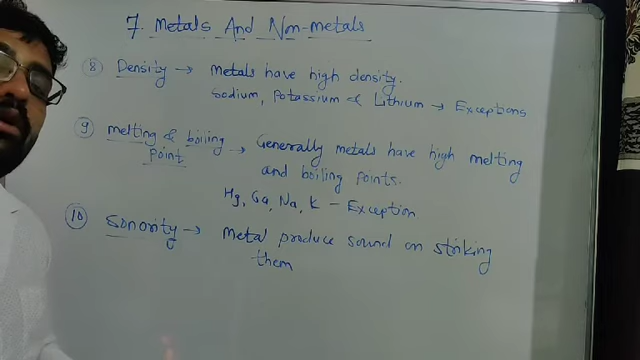 7. Metals And Non-metals
⑧ Density → Metals have high density.
Sodium, Potassium & Lithium → Exceptions
⑨ melting & boiling point → Generally metals have high melting
and boiling points.
Hg, Ga, Na, K - Exception
⑩ Sonority → Metal produce sound on striking
them